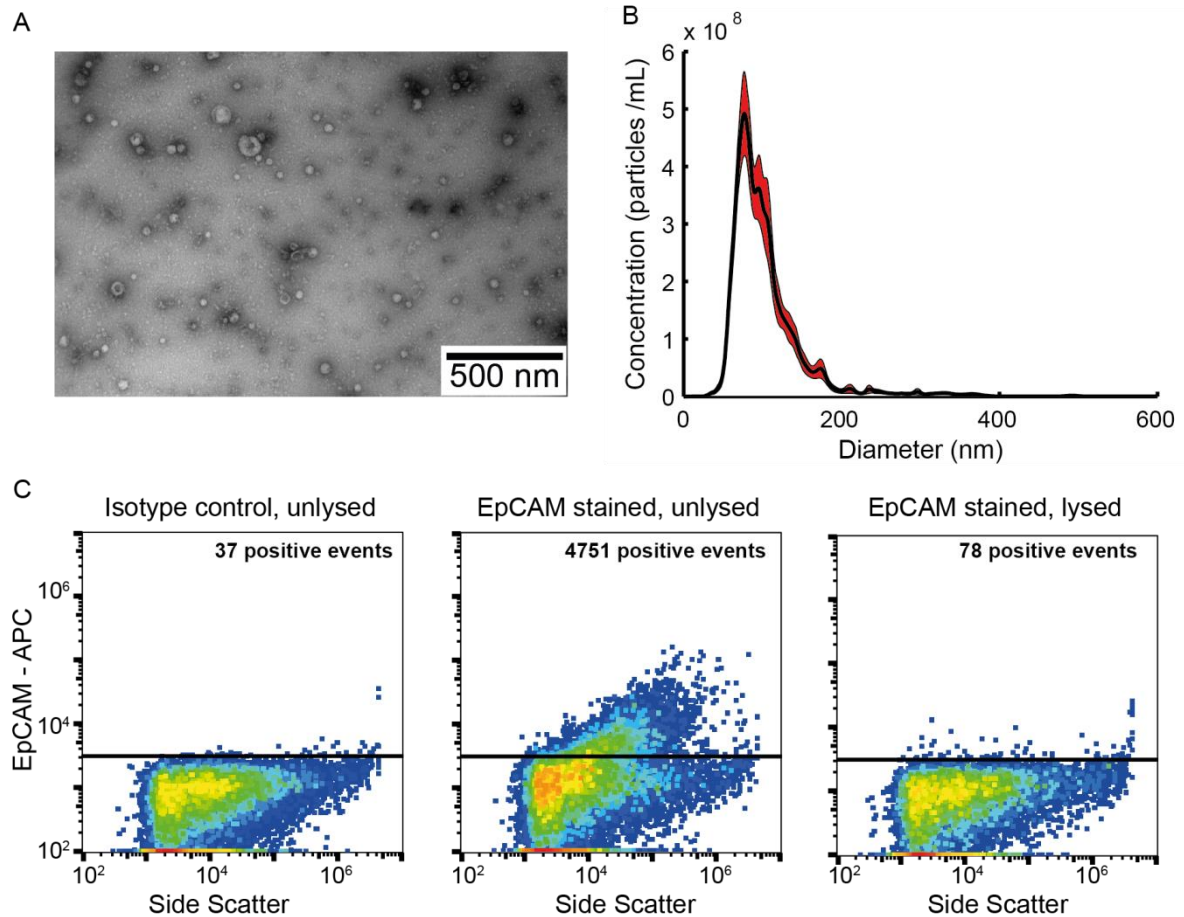 A
500 nm
B
x 10 8
Concentration (particles /mL)
6
5
4
3
2
1
0
0
200
400
600
Diameter (nm)
C
Isotype control, unlysed
EpCAM stained, unlysed
EpCAM stained, lysed
37 positive events
4751 positive events
78 positive events
EpCAM - APC
10^6
10^4
10^2
10^2 10^4 10^6
10^2 10^4 10^6
10^2 10^4 10^6
Side Scatter
Side Scatter
Side Scatter